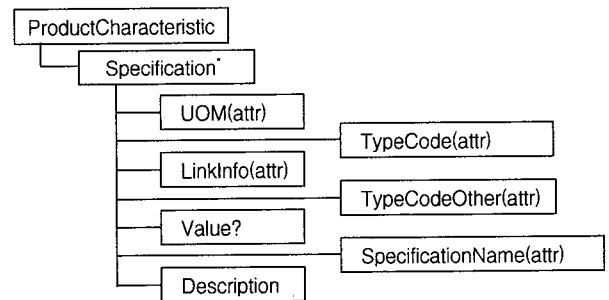 ProductCharacteristic
Specification*
UOM(attr)
TypeCode(attr)
LinkInfo(attr)
TypeCodeOther(attr)
Value?
SpecificationName(attr)
Description